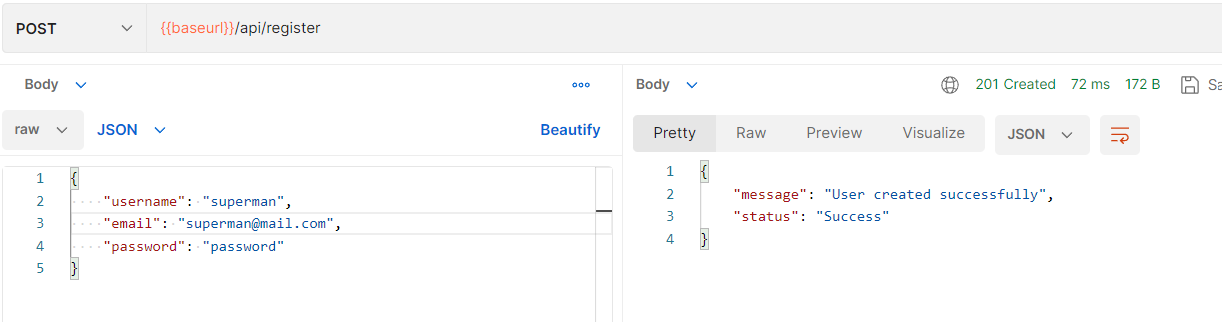 POST {{baseurl}}/api/register
Body
Body 201 Created 72 ms 172 B Sa
raw JSON Beautify
Pretty Raw Preview Visualize JSON
1 {
2 "username": "superman",
3 "email": "superman@mail.com",
4 "password": "password"
5 }
1 {
2 "message": "User created successfully",
3 "status": "Success"
4 }